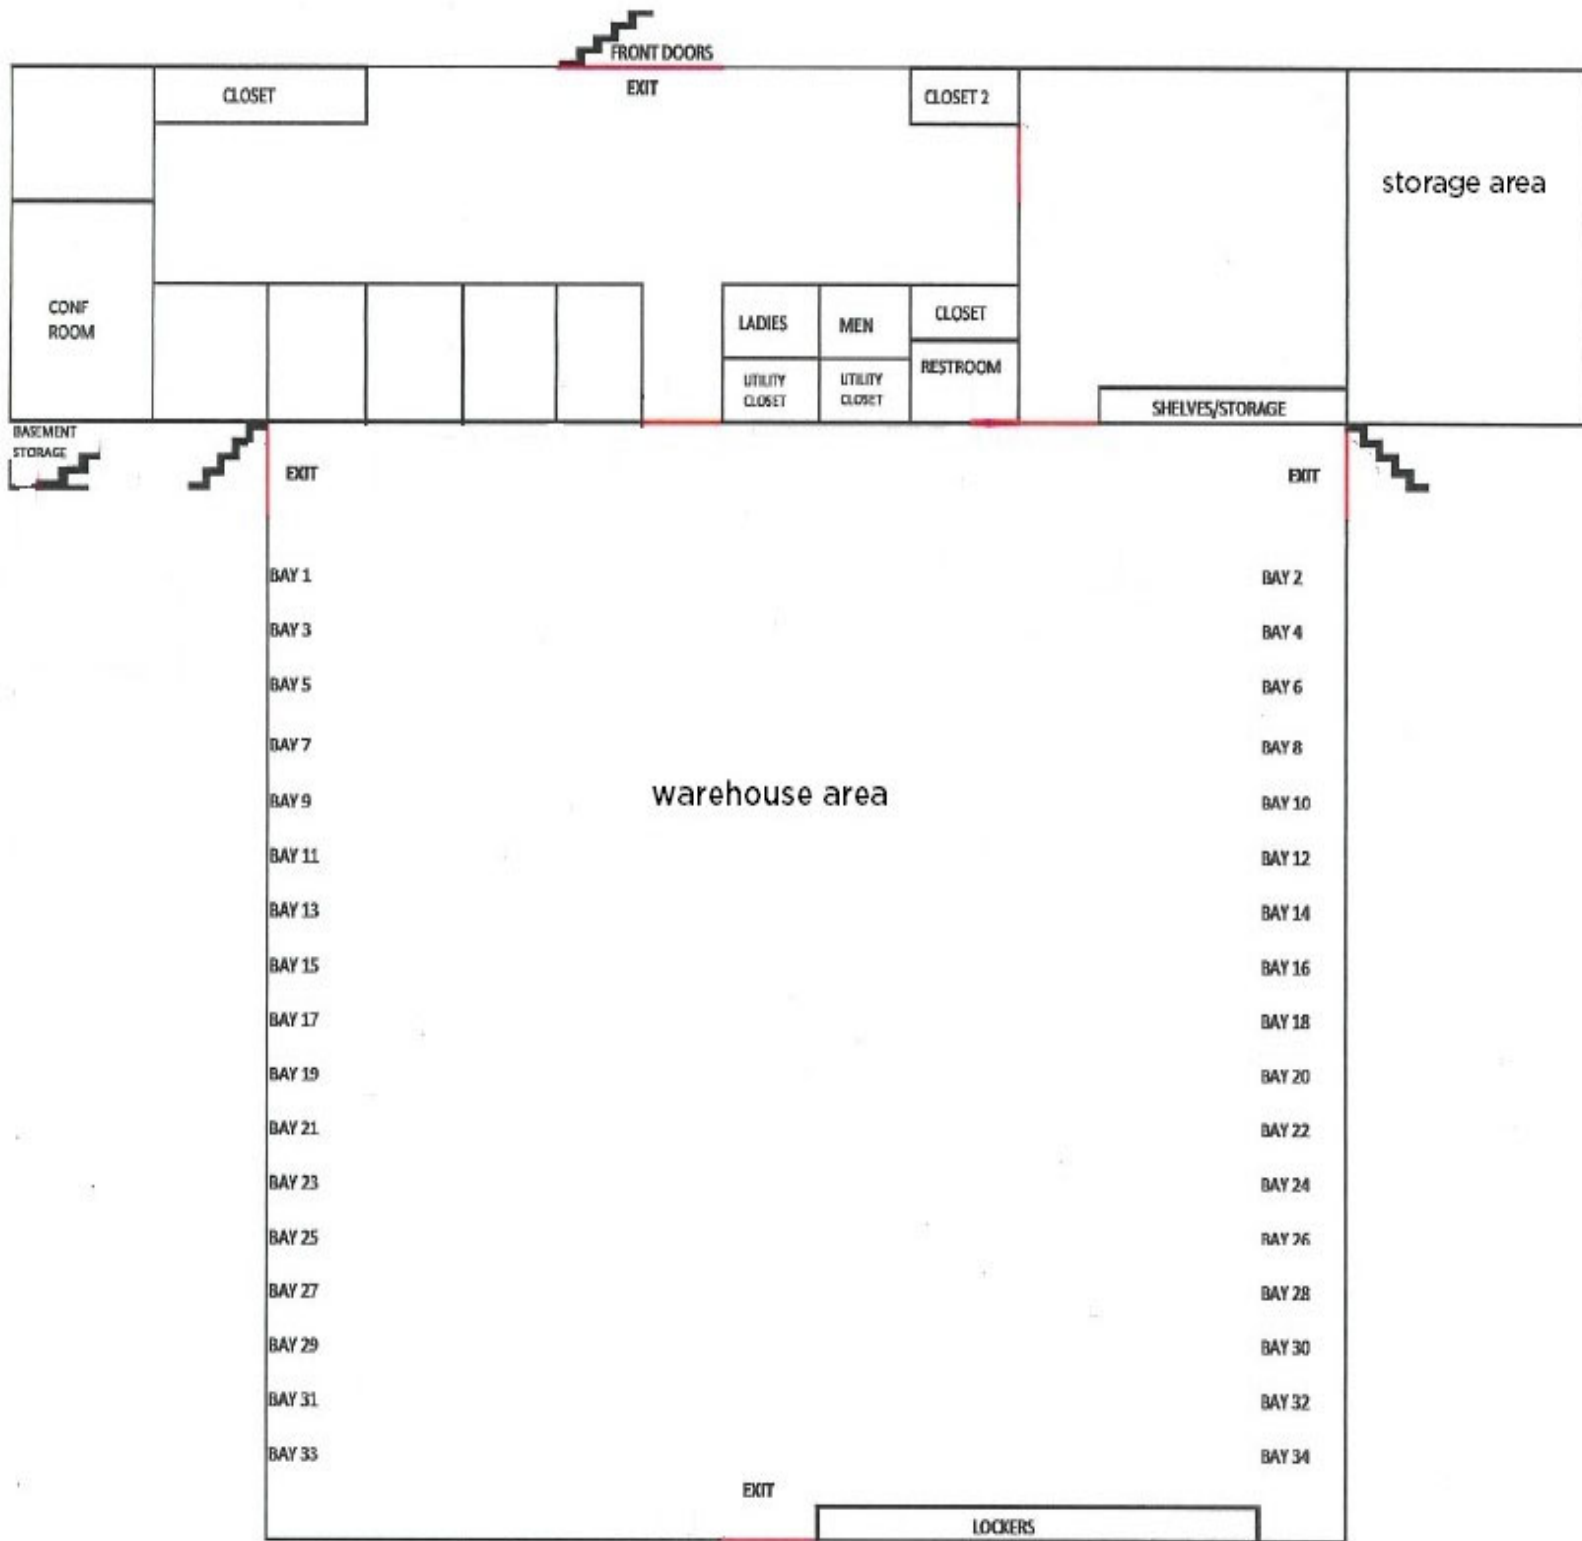 FRONT DOORS
CLOSET
EXIT
CLOSET 2
storage area
CONF
ROOM
LADIES
MEN
CLOSET
RESTROOM
UTILITY
CLOSET
UTILITY
CLOSET
SHELVES/STORAGE
BASEMENT
STORAGE
EXIT
EXIT
BAY 1
BAY 2
BAY 3
BAY 4
BAY 5
BAY 6
BAY 7
BAY 8
warehouse area
BAY 9
BAY 10
BAY 11
BAY 12
BAY 13
BAY 14
BAY 15
BAY 16
BAY 17
BAY 18
BAY 19
BAY 20
BAY 21
BAY 22
BAY 23
BAY 24
BAY 25
BAY 26
BAY 27
BAY 28
BAY 29
BAY 30
BAY 31
BAY 32
BAY 33
BAY 34
EXIT
LOCKERS